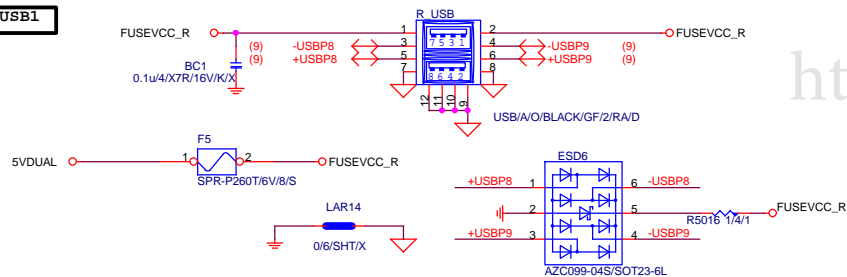 USB1
R_USB
FUSEVCC_R
1
2
FUSEVCC_R
(9)
-USBP8
3
7 5 3 1
4
-USBP9
(9)
(9)
+USBP8
5
6
+USBP9
(9)
BC1
0.1u/4/X7R/16V/K/X
7
8 6 4 2
8
12
11
10
9
USB/A/O/BLACK/GF/2/RA/D
ht
F5
5VDUAL
1
2
FUSEVCC_R
SPR-P260T/6V/8/S
ESD6
+USBP8
1
6
-USBP8
2
5
R5016 1/4/1
FUSEVCC_R
+USBP9
3
4
-USBP9
AZC099-04S/SOT23-6L
LAR14
0/6/SHT/X